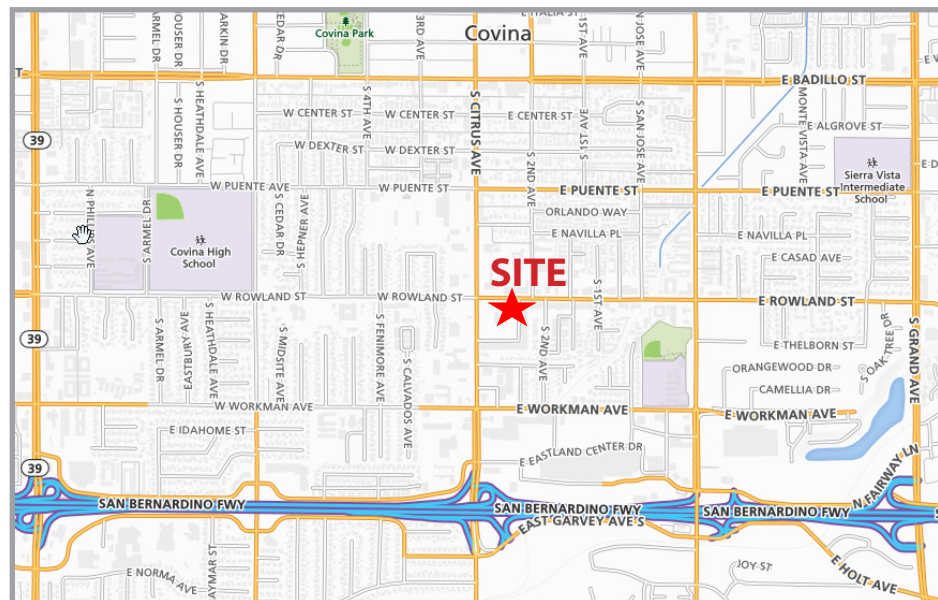 Covina Park
Covina
E ITALIA ST
ARMEL DR
HOUSER DR
ARKIN DR
CEDAR DR
3RD AVE
1ST AVE
N JOSE AVE
E BADILLO ST
S HOUSER DR
S HEATHDALE AVE
S 4TH AVE
S CITRUS AVE
S 1ST AVE
S SAN JOSE AVE
MONTE VISTA AVE
39
W CENTER ST
W CENTER ST
E CENTER ST
E ALGROVE ST
W DEXTER ST
W DEXTER ST
S 2ND AVE
Sierra Vista
Intermediate
School
W PUENTE AVE
W PUENTE ST
E PUENTE ST
E PUENTE ST
ORLANDO WAY
N PHILLIPS AVE
S ARMEL DR
S CEDAR DR
S HEPNER AVE
E NAVILLA PL
E NAVILLA PL
Covina High
School
E CASAD AVE
SITE
S 1ST AVE
W ROWLAND ST
W ROWLAND ST
E ROWLAND ST
39
S ARMEL DR
EASTBURY AVE
S HEATHDALE AVE
S MIDSITE AVE
S FENIMORE AVE
S CALVADOS AVE
S 2ND AVE
E THELBORN ST
S OAK TREE DR
S GRAND AVE
ORANGEWOOD DR
CAMELLIA DR
W WORKMAN AVE
E WORKMAN AVE
E WORKMAN AVE
E IDAHOME ST
E EASTLAND CENTER DR
39
N FAIRWAY LN
SAN BERNARDINO FWY
SAN BERNARDINO FWY
SAN BERNARDINO FWY
EAST GARVEY AVE S
E NORMA AVE
AYMAR ST
JOY ST
E HOLT AVE